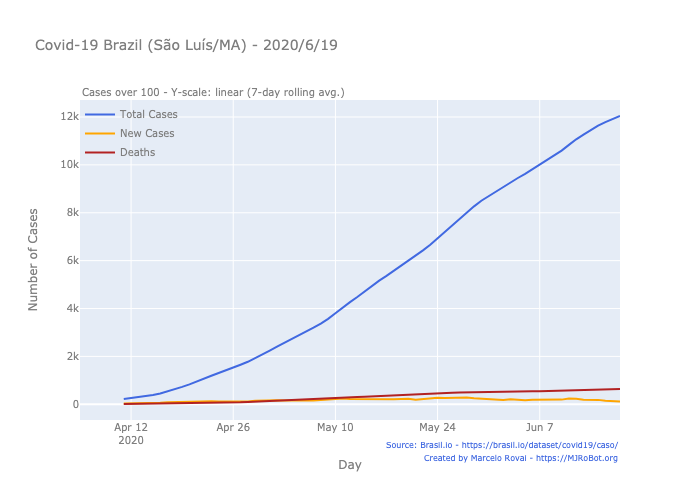 Covid-19 Brazil (São Luís/MA) - 2020/6/19
Cases over 100 - Y-scale: linear (7-day rolling avg.)
Total Cases
New Cases
Deaths
12k
10k
8k
6k
4k
2k
0
Number of Cases
Apr 12
2020
Apr 26
May 10
May 24
Jun 7
Day
Source: Brasil.io - https://brasil.io/dataset/covid19/caso/
Created by Marcelo Rovai - https://MJRoBot.org